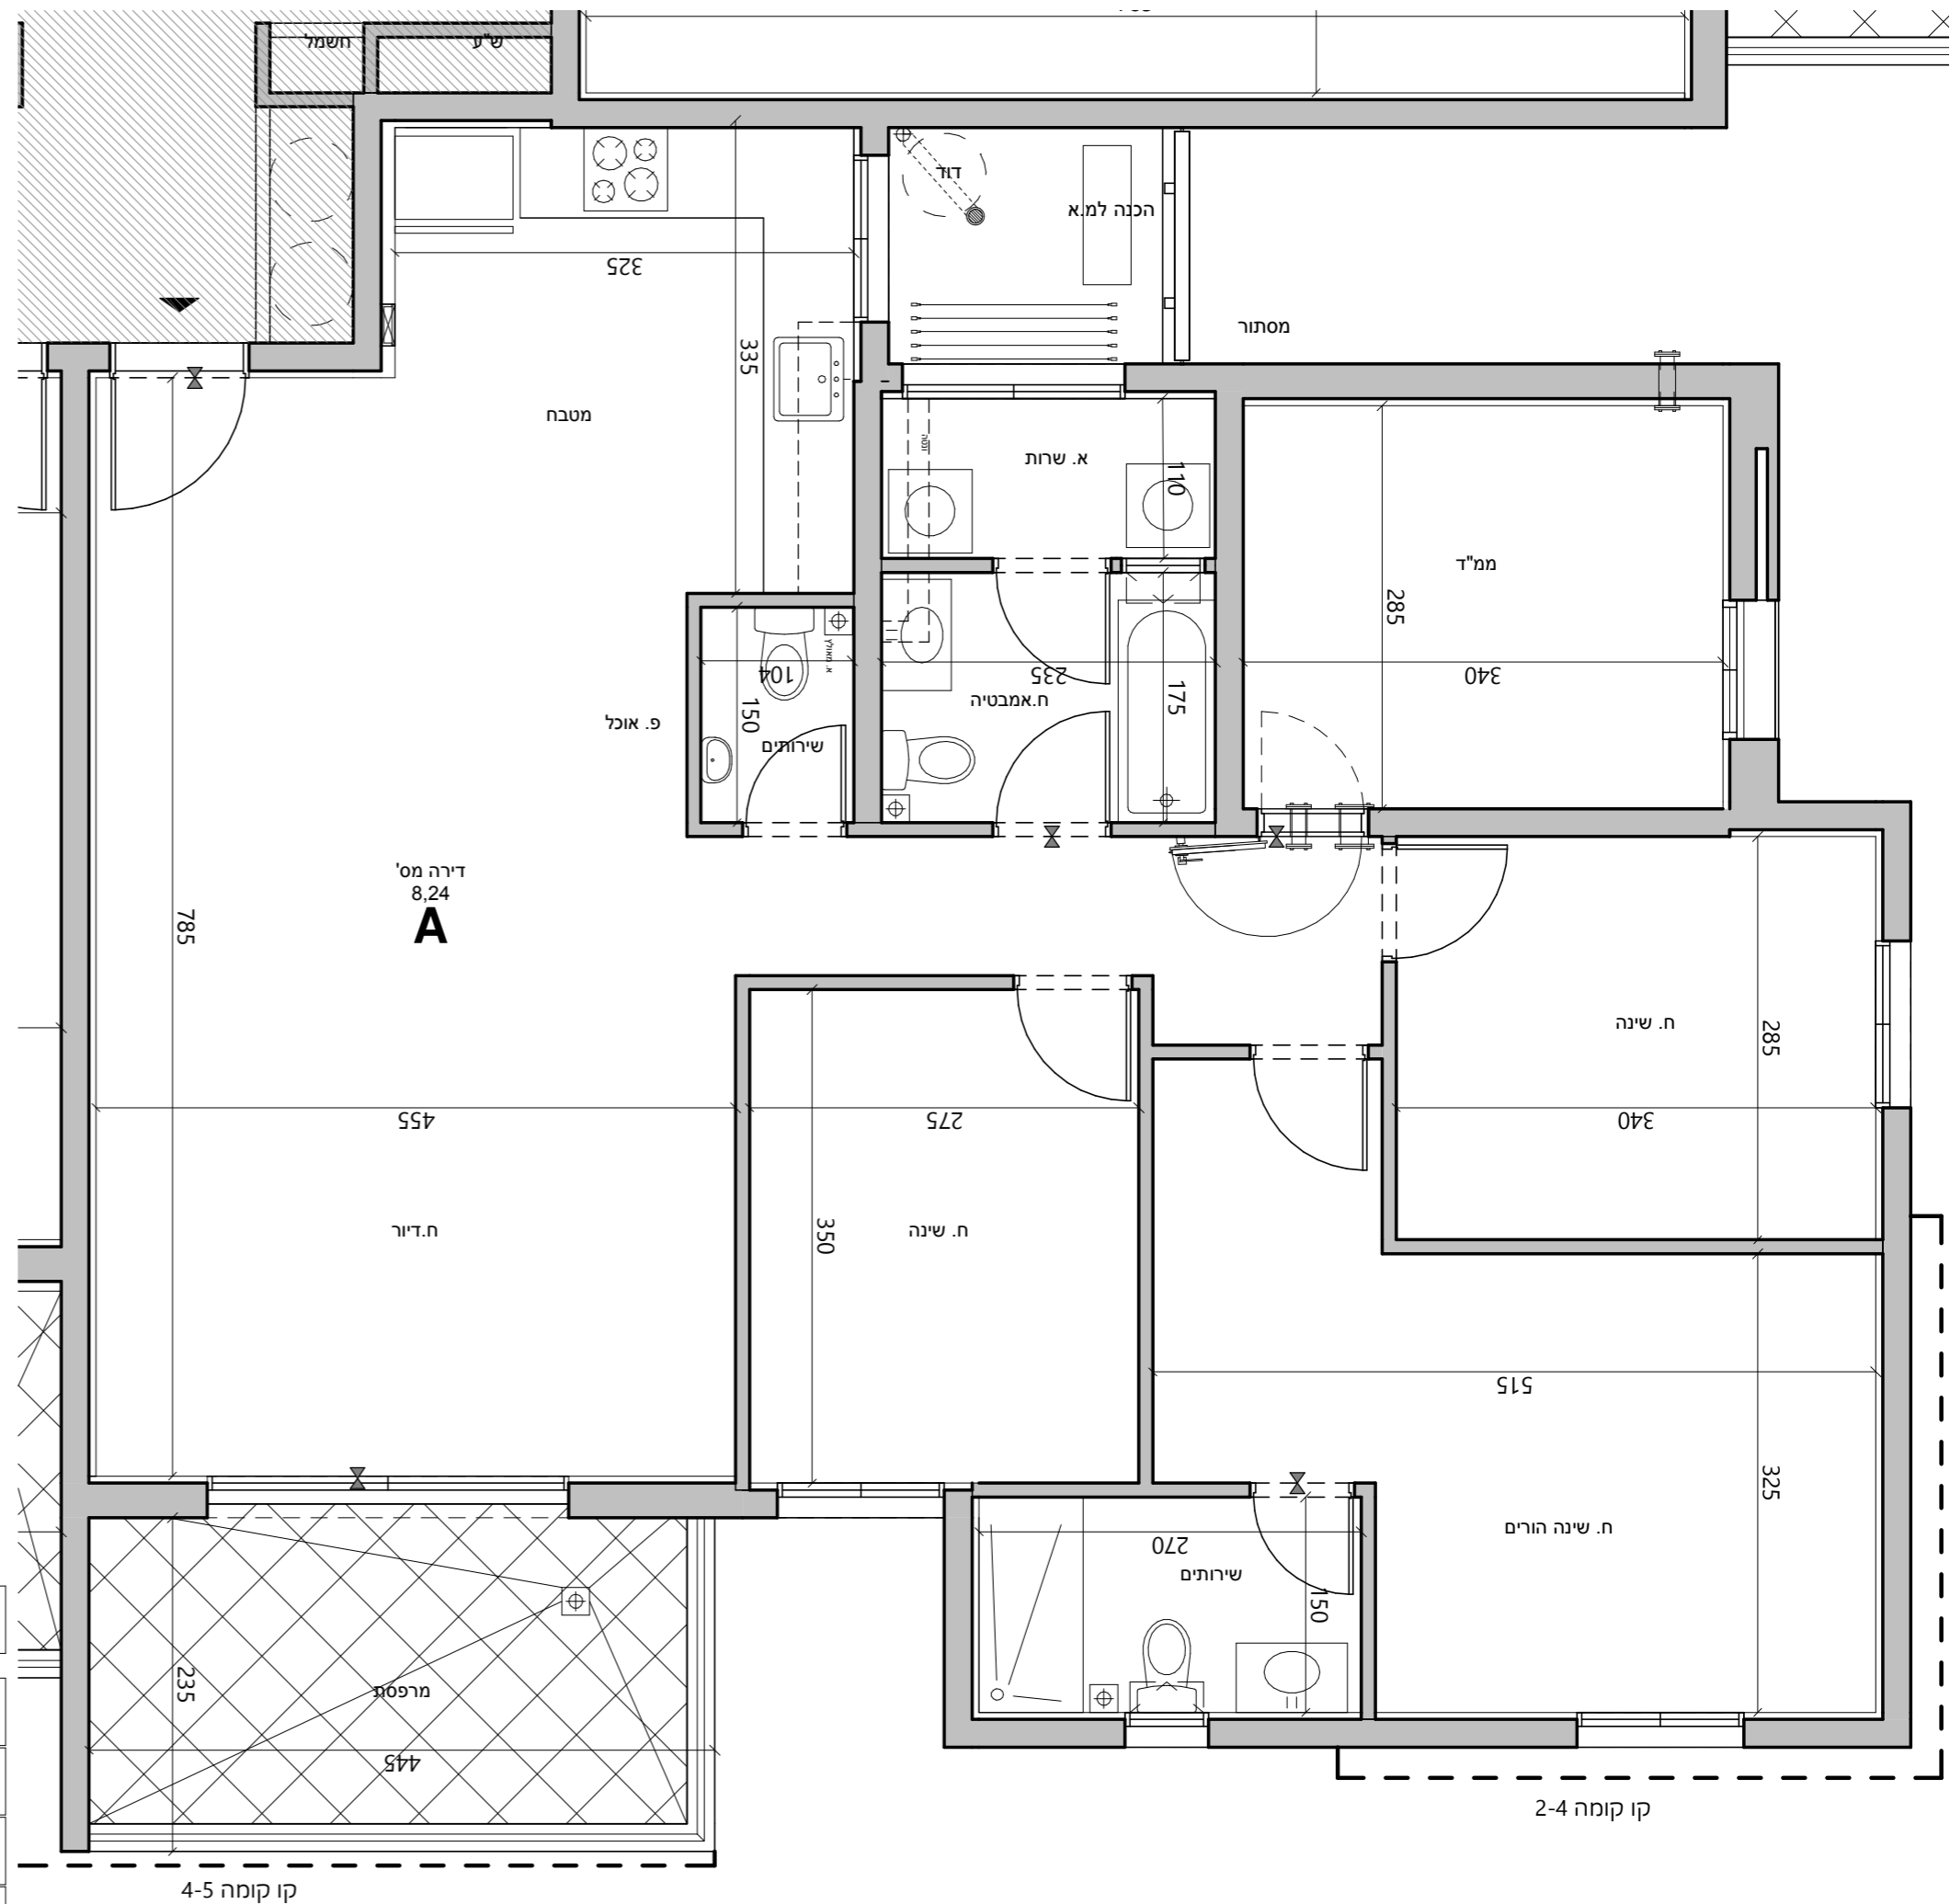 חשמל
ש"ע
דוד
הכנה למ.א
325
מסתור
335
מטבח
א. שרות
110
ממ"ד
285
340
104
235
175
150
ח.אמבטיה
פ. אוכל
שירותים
דירה מס'
8,24
A
785
ח. שינה
285
455
275
340
ח.דיור
350
ח. שינה
515
325
ח. שינה הורים
270
שירותים
150
235
מרפסת
445
קו קומה 2-4
קו קומה 4-5